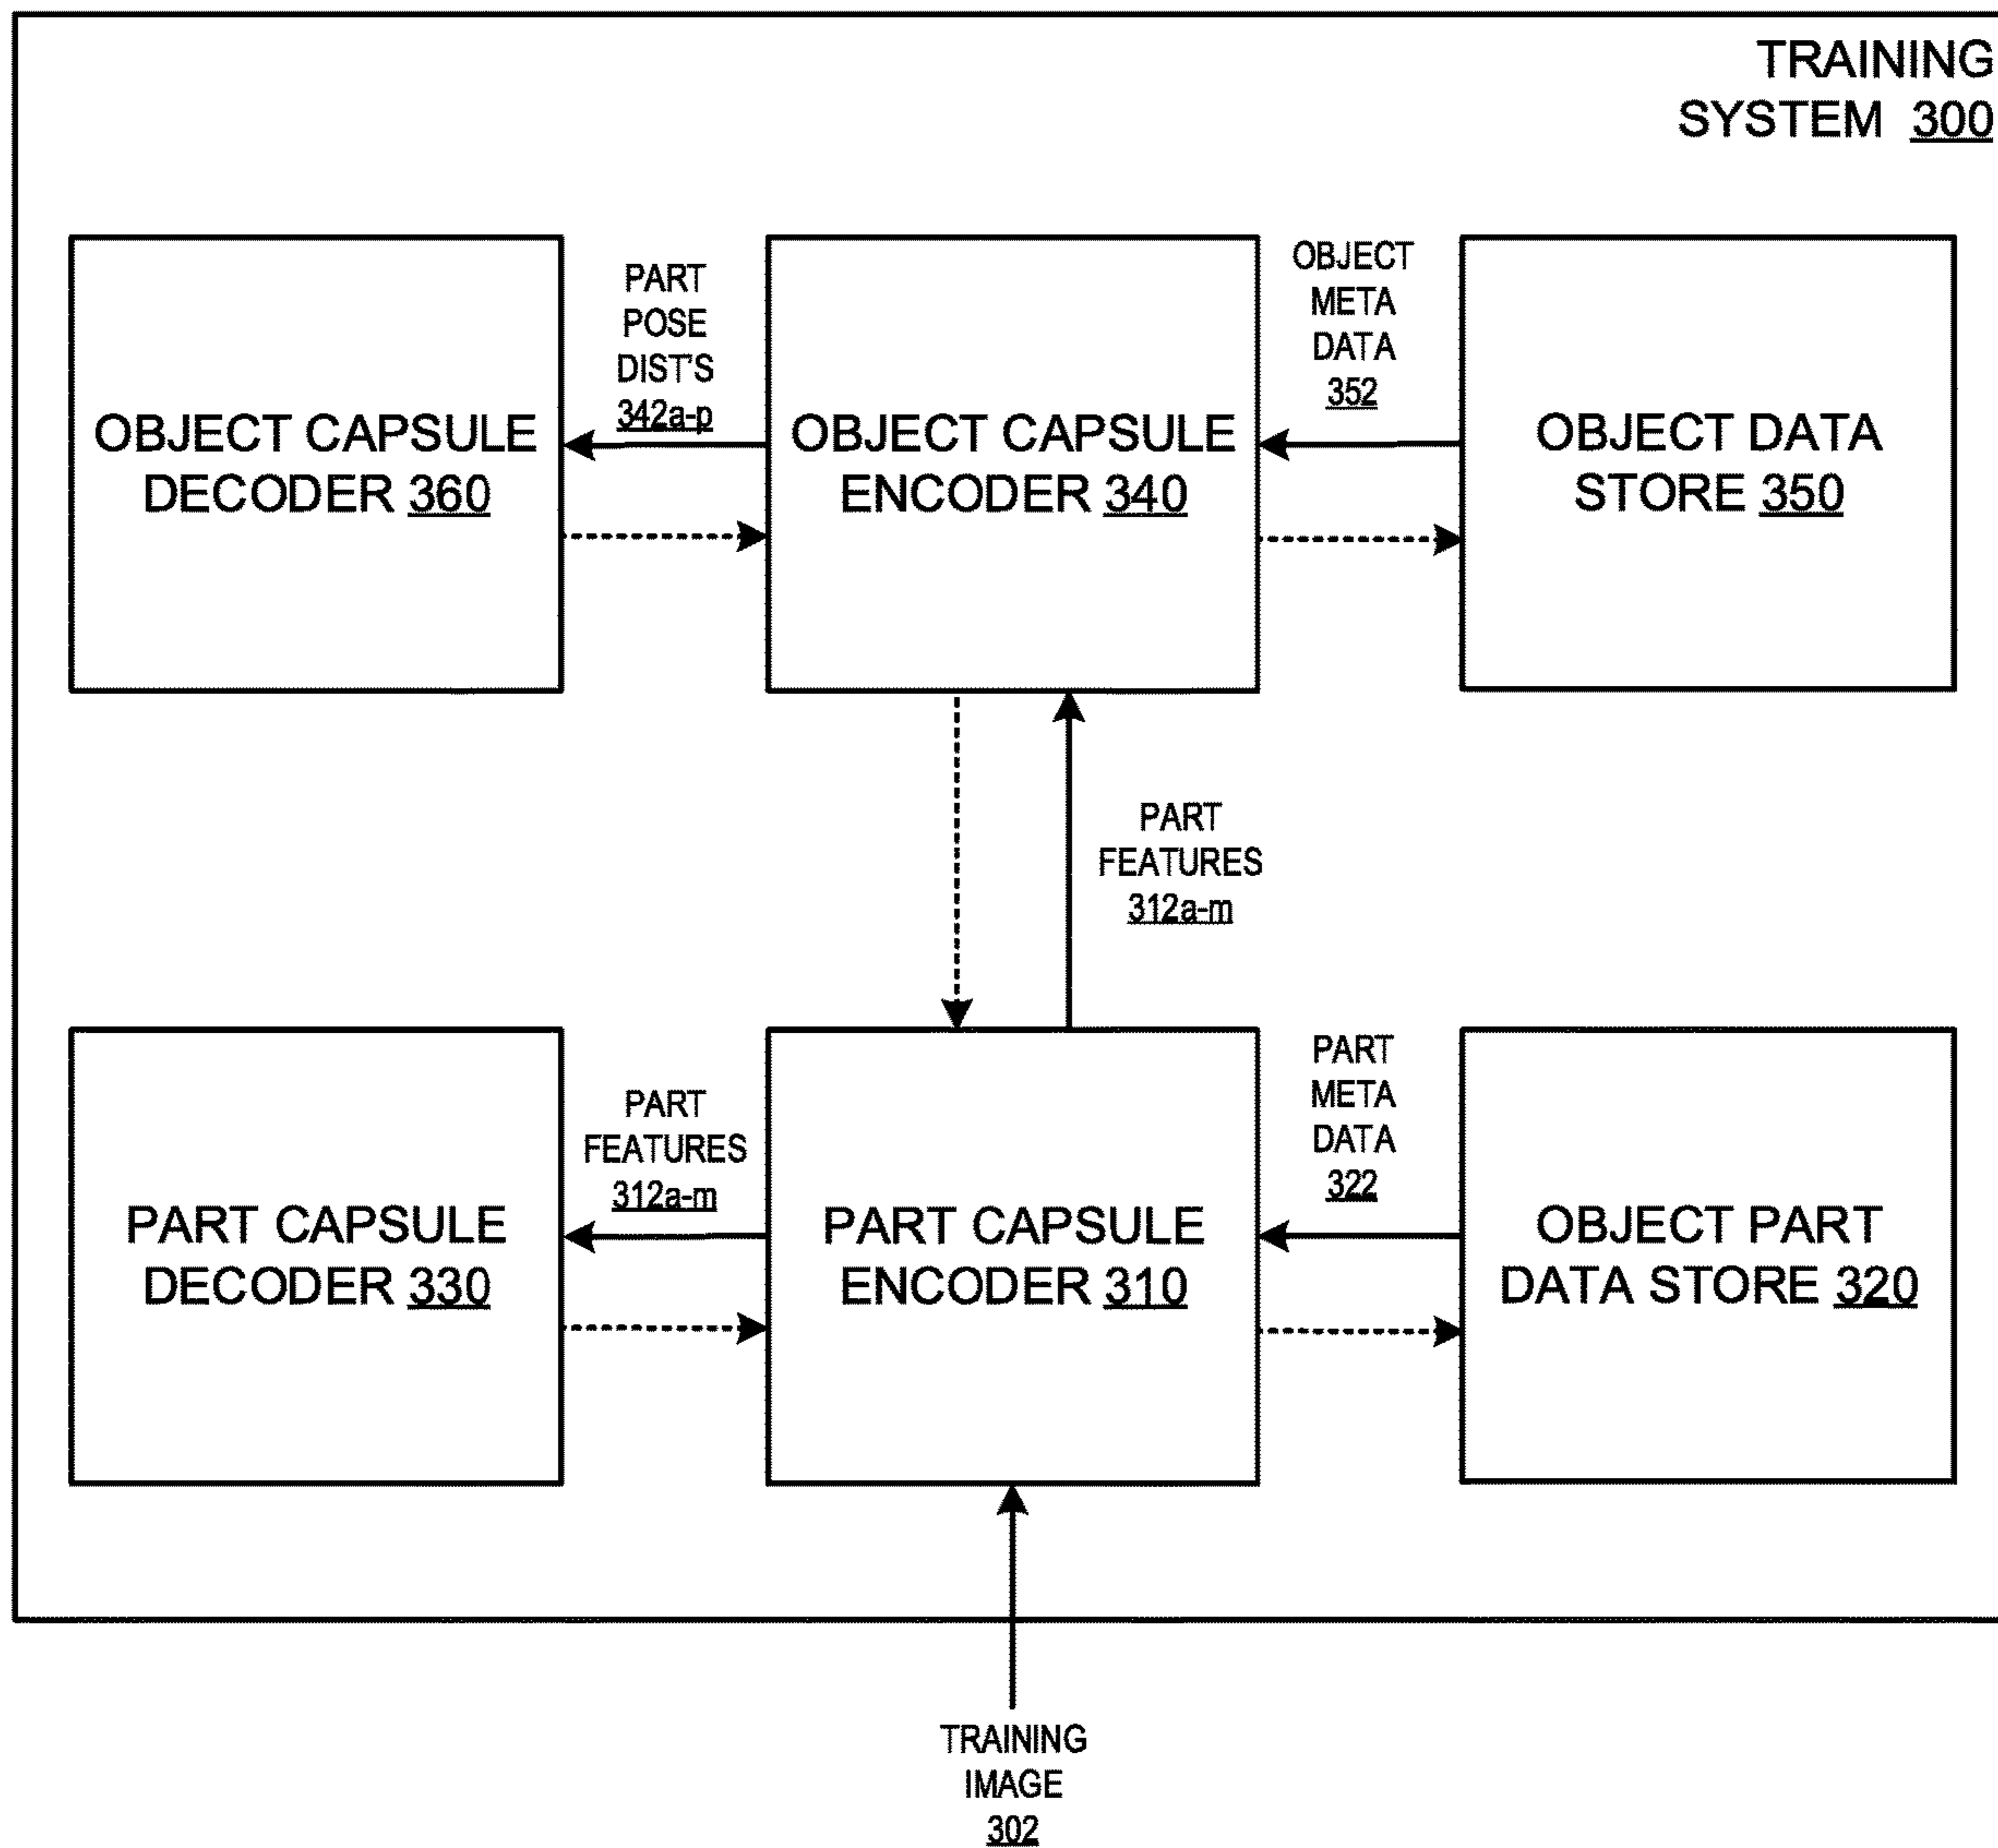 TRAINING
SYSTEM 300
PART
POSE
DIST'S
342a-p
OBJECT
META
DATA
352
OBJECT CAPSULE
DECODER 360
OBJECT CAPSULE
ENCODER 340
OBJECT DATA
STORE 350
PART
FEATURES
312a-m
PART
FEATURES
312a-m
PART
META
DATA
322
PART CAPSULE
DECODER 330
PART CAPSULE
ENCODER 310
OBJECT PART
DATA STORE 320
TRAINING
IMAGE
302